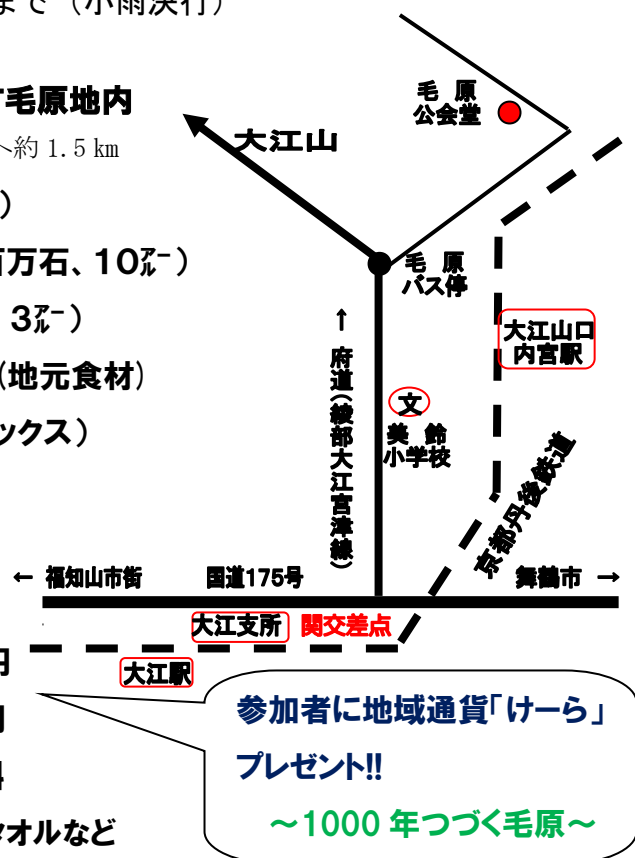 まで（小雨決行）
毛原地内
へ約 1.5 km
）
百万石、10㌃）
3㌃）
（地元食材）
ックス）
円
タオルなど
大江山
毛 原
公会堂
毛 原
バス停
大江山口
内宮駅
↑ 府道（綾部大江宮津線）
文
美 鈴
小学校
京都丹後鉄道
← 福知山市街
国道175号
舞鶴市 →
大江支所
関交差点
大江駅
参加者に地域通貨「けーら」
プレゼント!!
～1000 年つづく毛原～